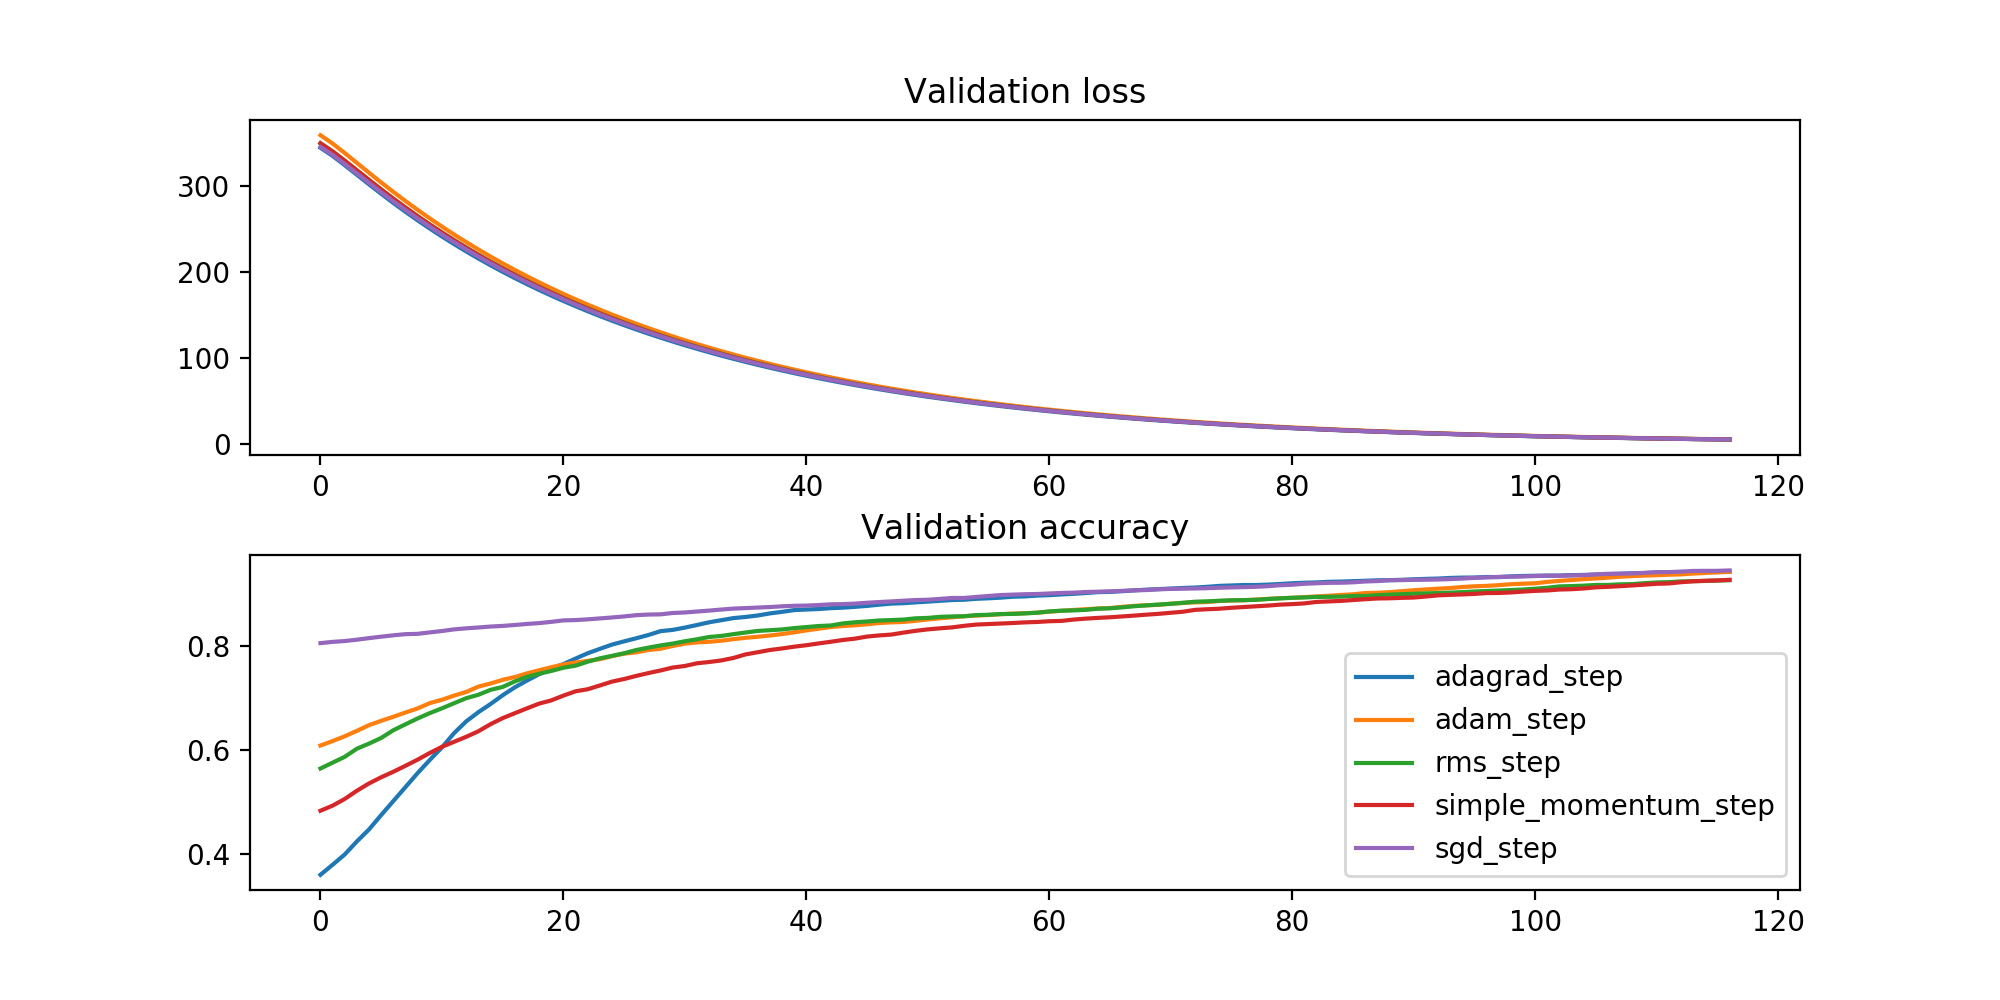 Validation loss
300
200
100
0
0 20 40 60 80 100 120
Validation accuracy
0.8
0.6
0.4
adagrad_step
adam_step
rms_step
simple_momentum_step
sgd_step
0 20 40 60 80 100 120